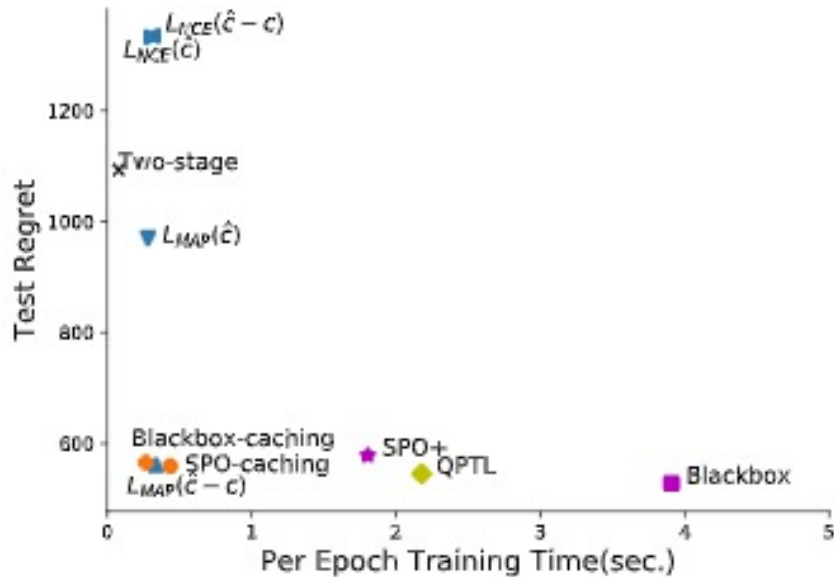 L_NCE(ĉ − c)
L_NCE(ĉ)
1200
Two-stage
1000
L_MAP(ĉ)
Test Regret
800
600
Blackbox-caching
SPO-caching
L_MAP(ĉ − c)
SPO+
QPTL
Blackbox
0 1 2 3 4 5
Per Epoch Training Time(sec.)